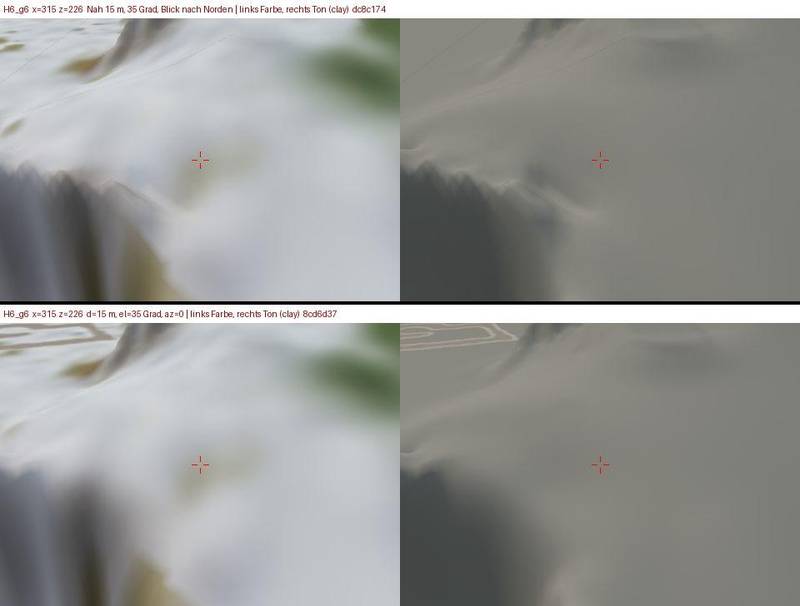 H6_g6 x=315 z=226 Nah 15 m, 35 Grad, Blick nach Norden | links Farbe, rechts Ton (clay) dc8c174
H6_g6 x=315 z=226 d=15 m, el=35 Grad, az=0 | links Farbe, rechts Ton (clay) 8cd6d37